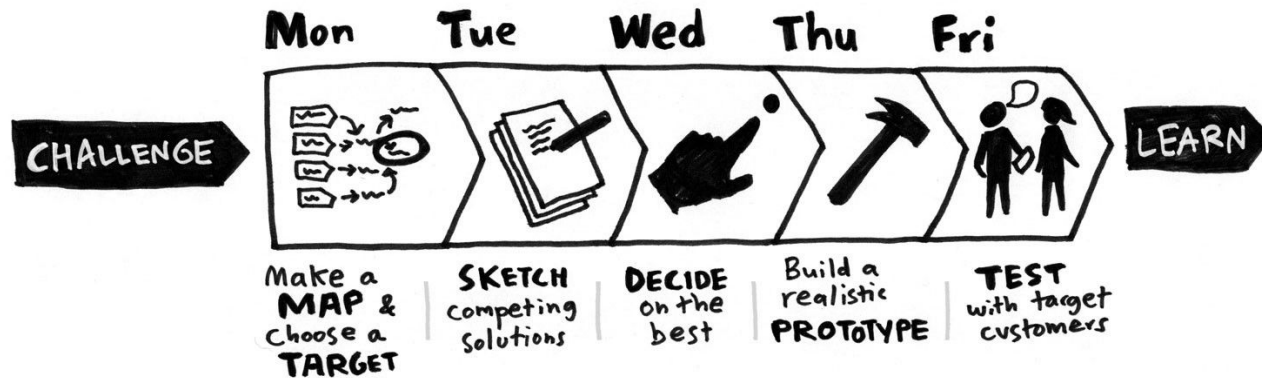 Mon Tue Wed Thu Fri
CHALLENGE
LEARN
Make a
MAP &
choose a
TARGET
SKETCH
competing
solutions
DECIDE
on the
best
Build a
realistic
PROTOTYPE
TEST
with target
customers